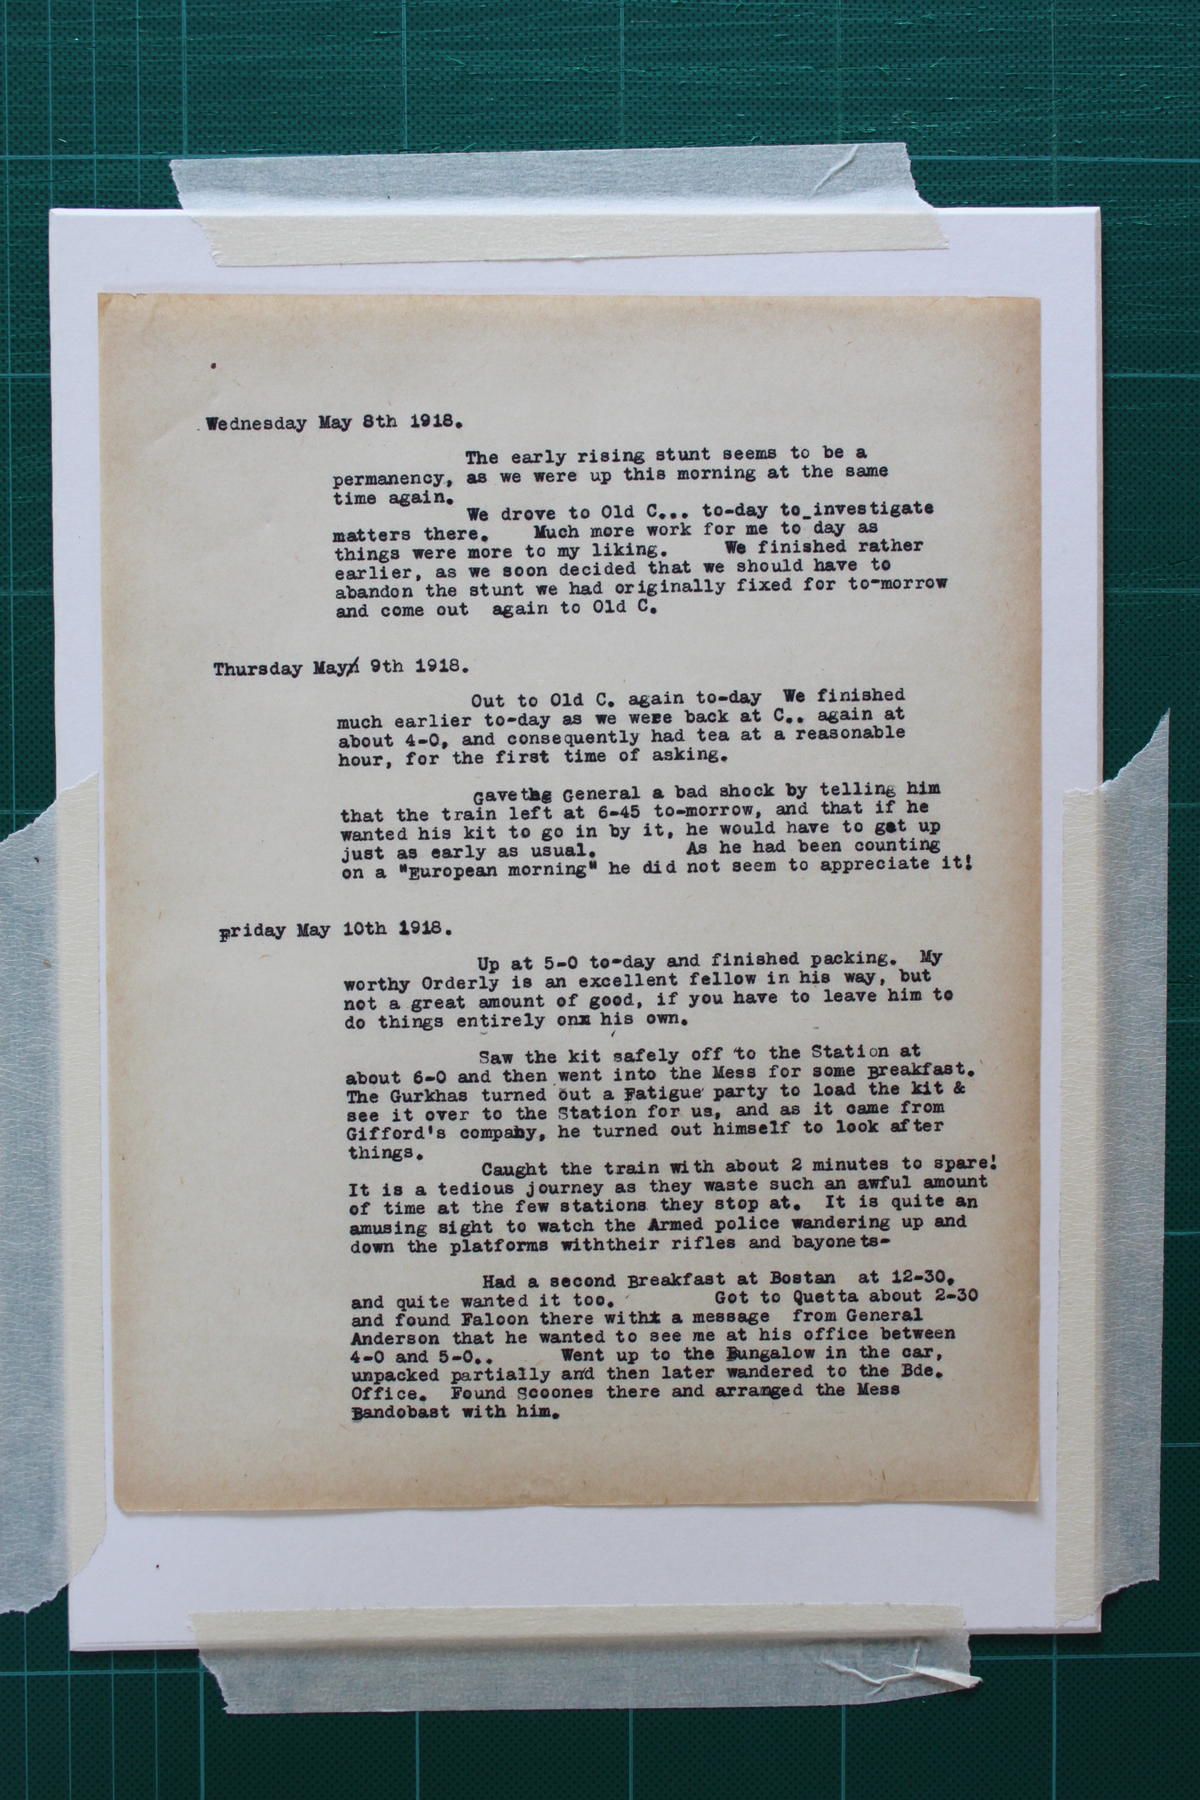 Wednesday May 8th 1918.
The early rising stunt seems to be a
permanency, as we were up this morning at the same
time again.
We drove to Old C... to-day to_investigate
matters there. Much more work for me to day as
things were more to my liking. We finished rather
earlier, as we soon decided that we should have to
abandon the stunt we had originally fixed for to-morrow
and come out again to Old C.
Thursday May 9th 1918.
Out to Old C. again to-day We finished
much earlier to-day as we were back at C.. again at
about 4-0, and consequently had tea at a reasonable
hour, for the first time of asking.
Gavethe General a bad shock by telling him
that the train left at 6-45 to-morrow, and that if he
wanted his kit to go in by it, he would have to get up
just as early as usual. As he had been counting
on a "European morning" he did not seem to appreciate it!
Friday May 10th 1918.
Up at 5-0 to-day and finished packing. My
worthy Orderly is an excellent fellow in his way, but
not a great amount of good, if you have to leave him to
do things entirely onx his own.
Saw the kit safely off to the Station at
about 6-0 and then went into the Mess for some Breakfast.
The Gurkhas turned out a Fatigue party to load the kit &
see it over to the Station for us, and as it came from
Gifford's company, he turned out himself to look after
things.
Caught the train with about 2 minutes to spare!
It is a tedious journey as they waste such an awful amount
of time at the few stations they stop at. It is quite an
amusing sight to watch the Armed police wandering up and
down the platforms withtheir rifles and bayonets-
Had a second Breakfast at Bostan at 12-30.
and quite wanted it too. Got to Quetta about 2-30
and found Faloon there withx a message from General
Anderson that he wanted to see me at his office between
4-0 and 5-0.. Went up to the Bungalow in the car,
unpacked partially and then later wandered to the Bde.
Office. Found Scoones there and arranged the Mess
Bandobast with him.